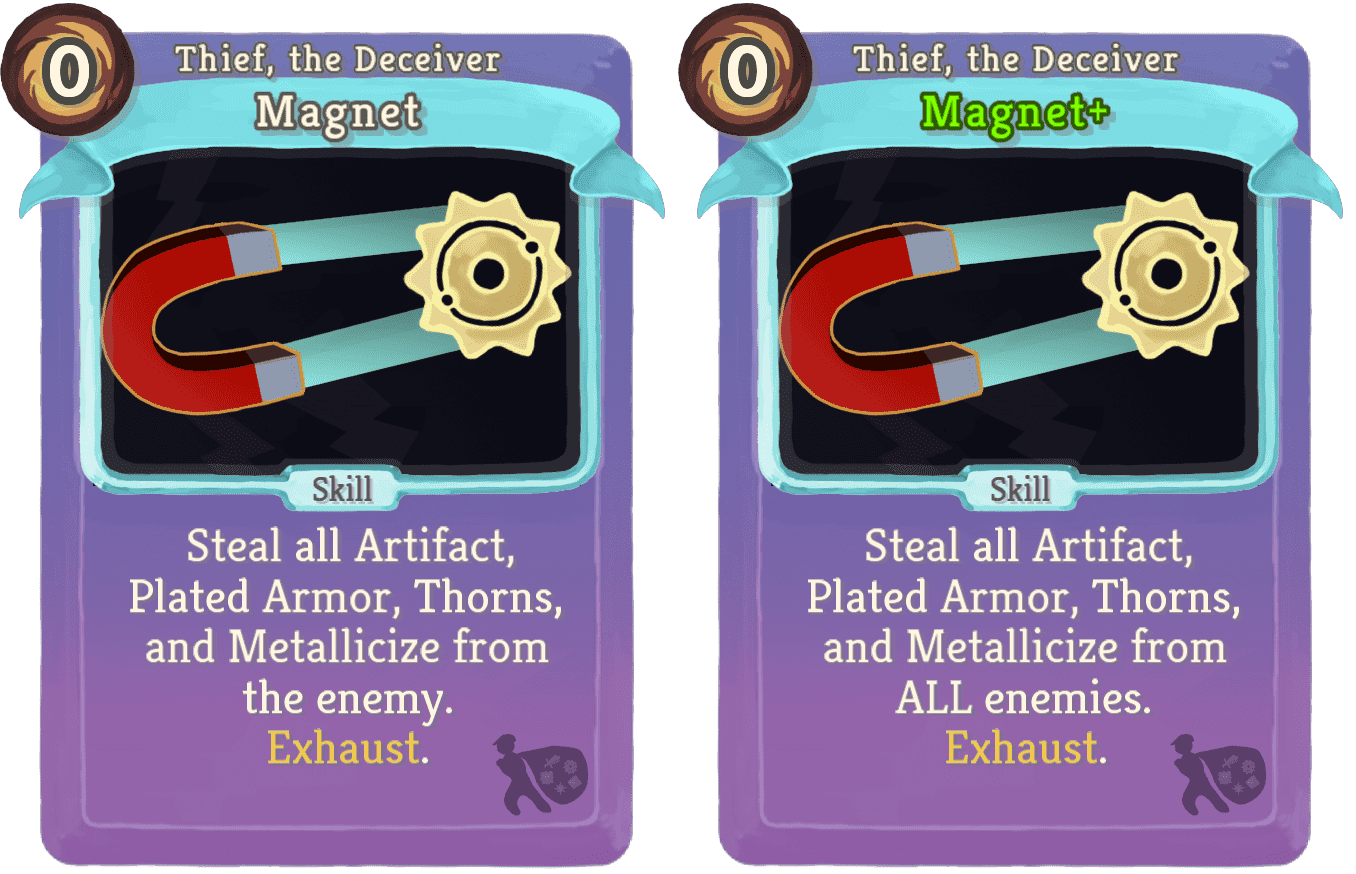 0
Thief, the Deceiver
Magnet
Skill
Steal all Artifact,
Plated Armor, Thorns,
and Metallicize from
the enemy.
Exhaust.
0
Thief, the Deceiver
Magnet+
Skill
Steal all Artifact,
Plated Armor, Thorns,
and Metallicize from
ALL enemies.
Exhaust.